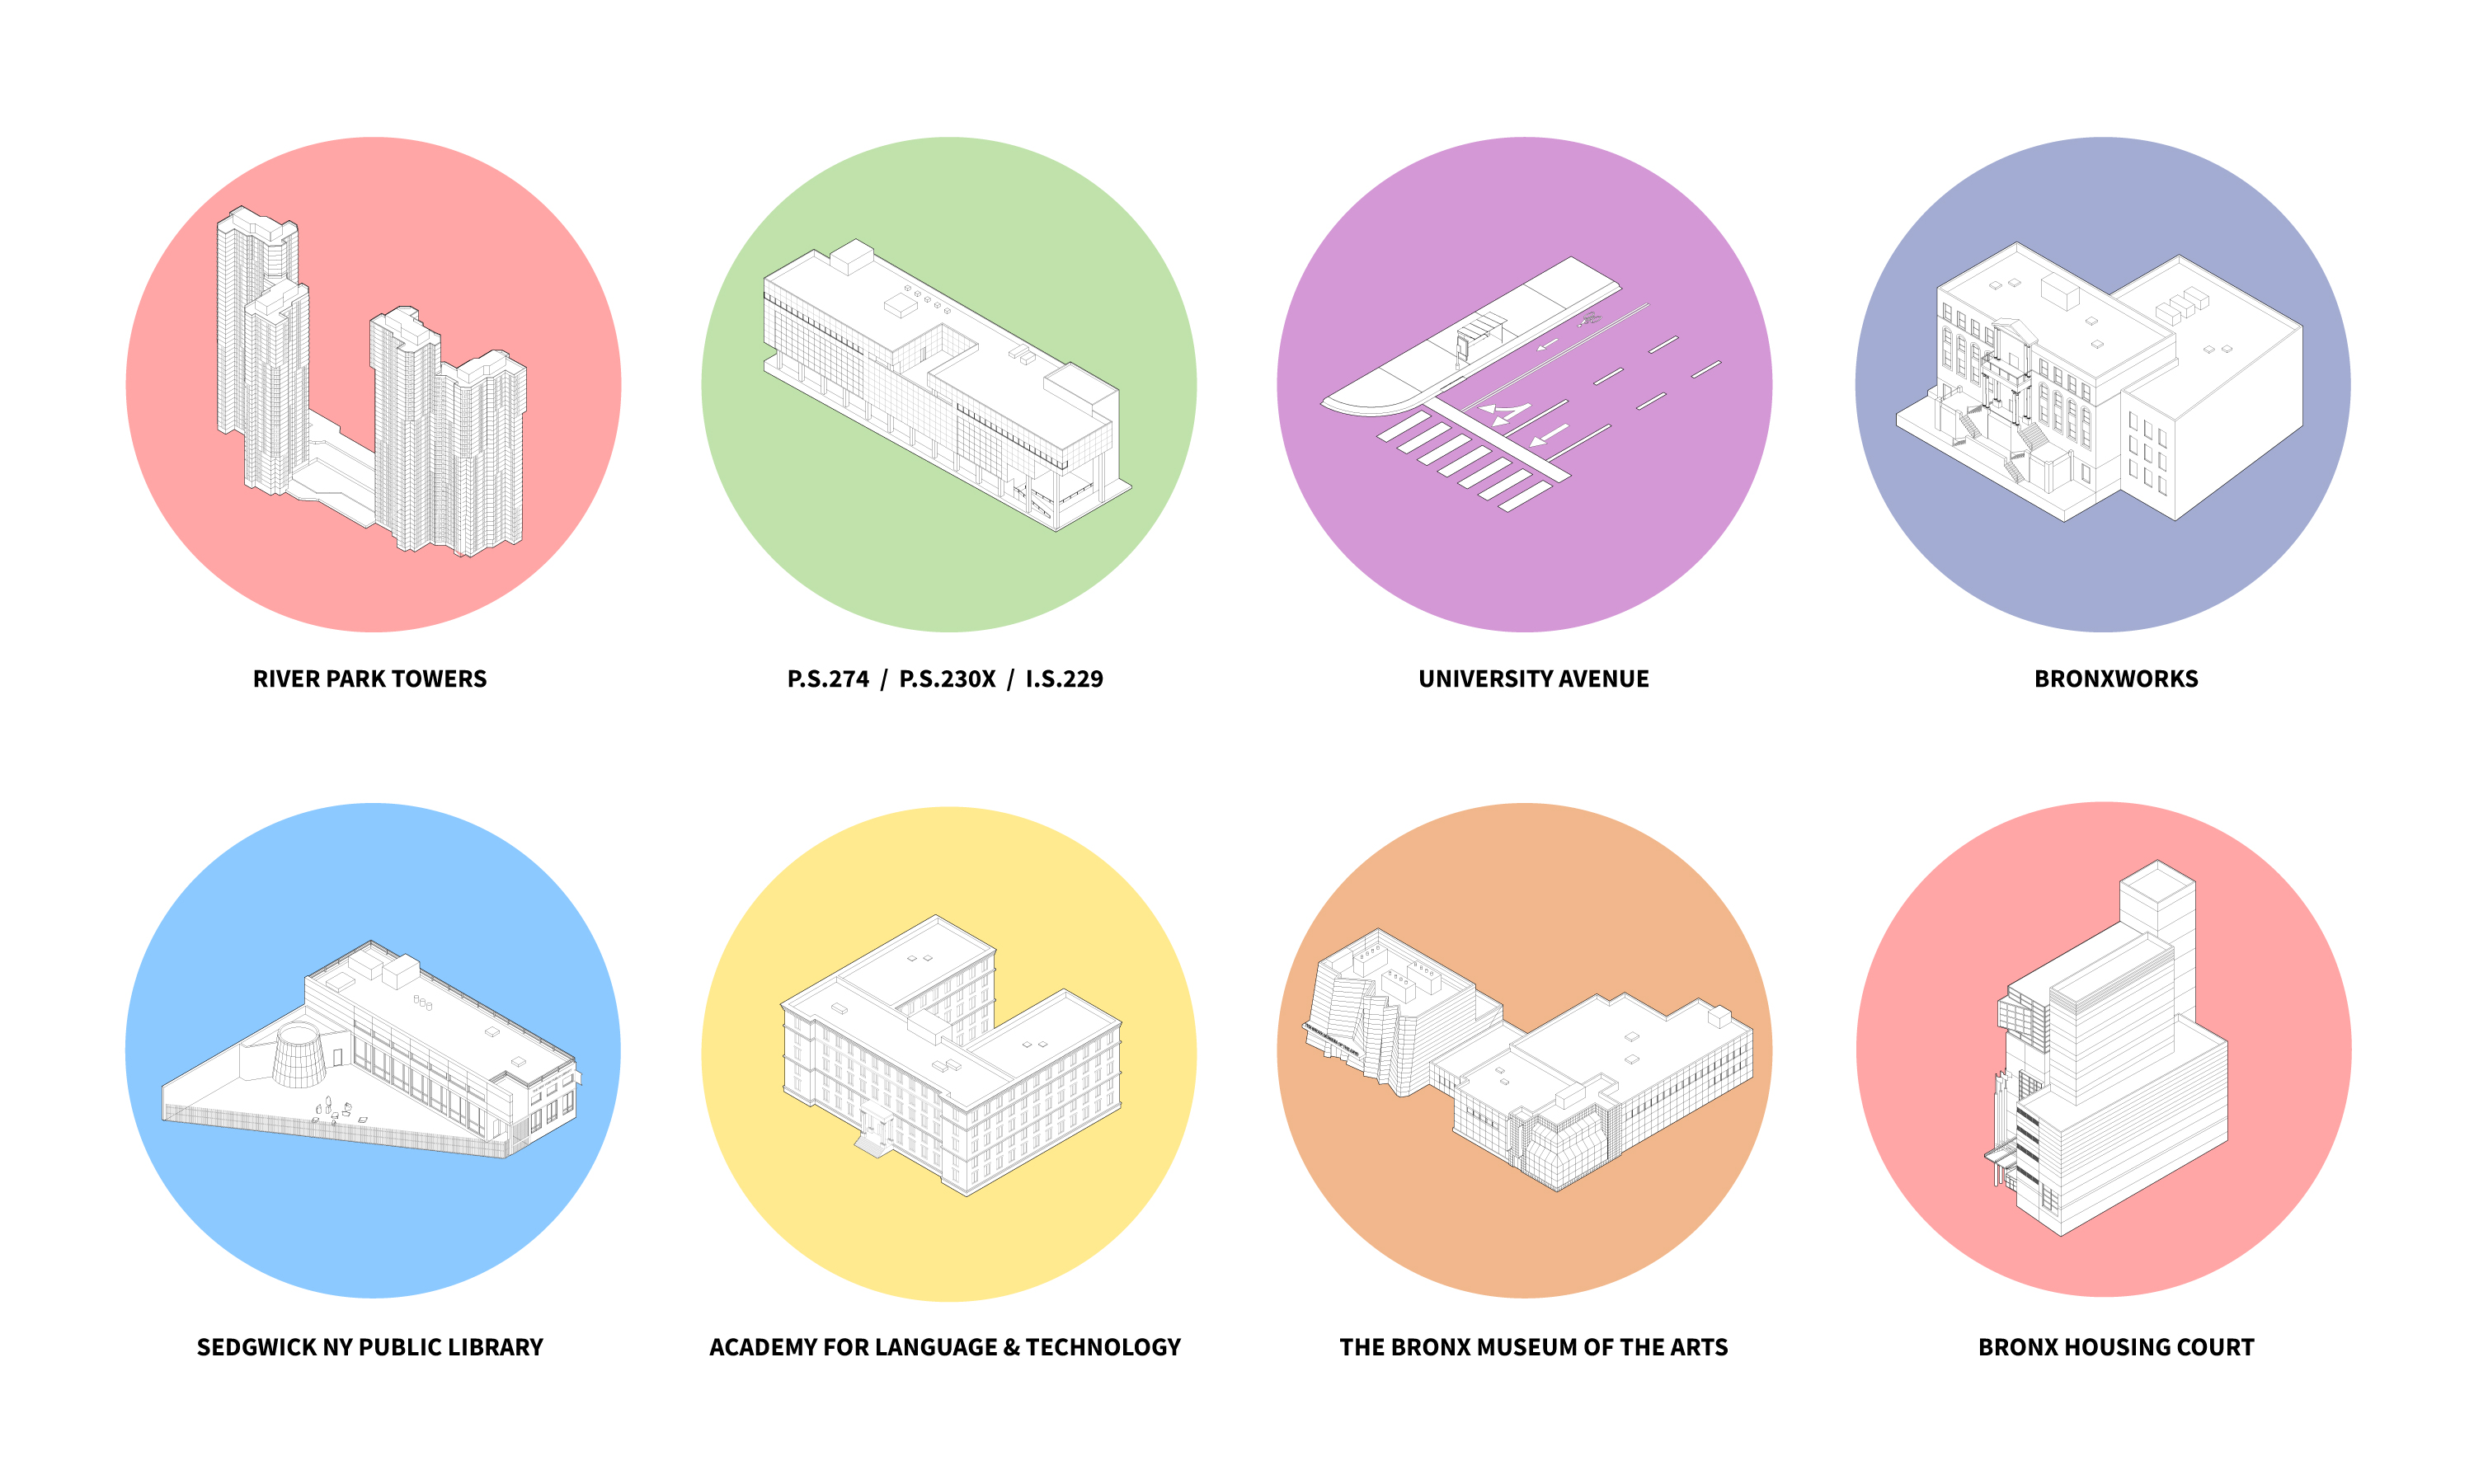 RIVER PARK TOWERS
P.S.274 / P.S.230X / I.S.229
UNIVERSITY AVENUE
BRONXWORKS
SEDGWICK NY PUBLIC LIBRARY
ACADEMY FOR LANGUAGE & TECHNOLOGY
THE BRONX MUSEUM OF THE ARTS
BRONX HOUSING COURT